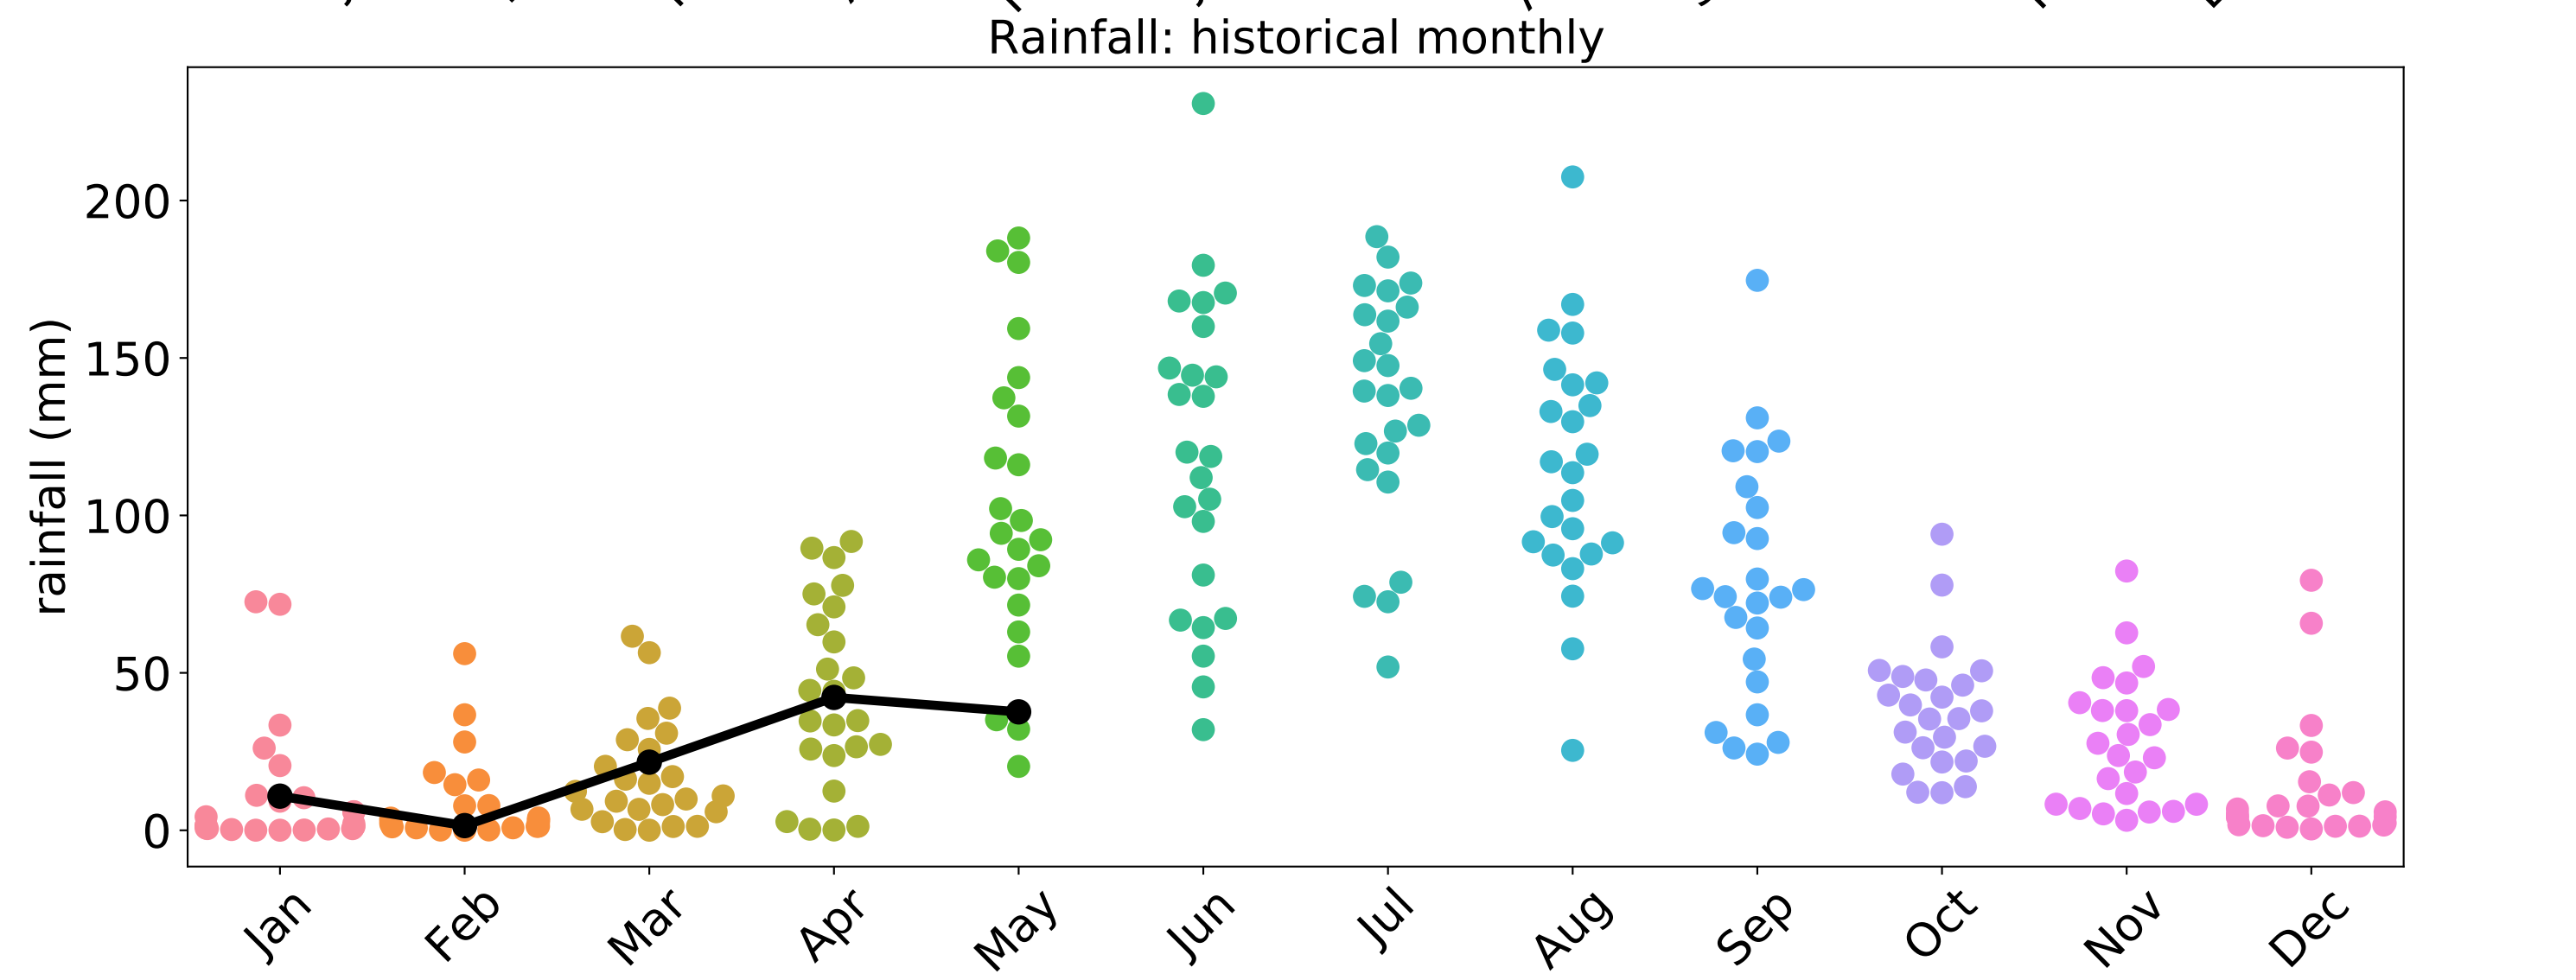 Rainfall: historical monthly
rainfall (mm)
200
150
100
50
0
Jan
Feb
Mar
Apr
May
Jun
Jul
Aug
Sep
Oct
Nov
Dec